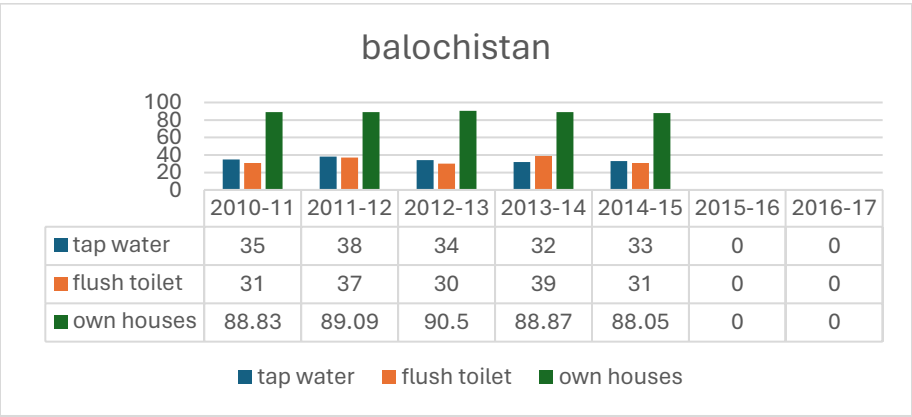 balochistan
100
80
60
40
20
0
2010-11 2011-12 2012-13 2013-14 2014-15 2015-16 2016-17
tap water 35 38 34 32 33 0 0
flush toilet 31 37 30 39 31 0 0
own houses 88.83 89.09 90.5 88.87 88.05 0 0
tap water flush toilet own houses